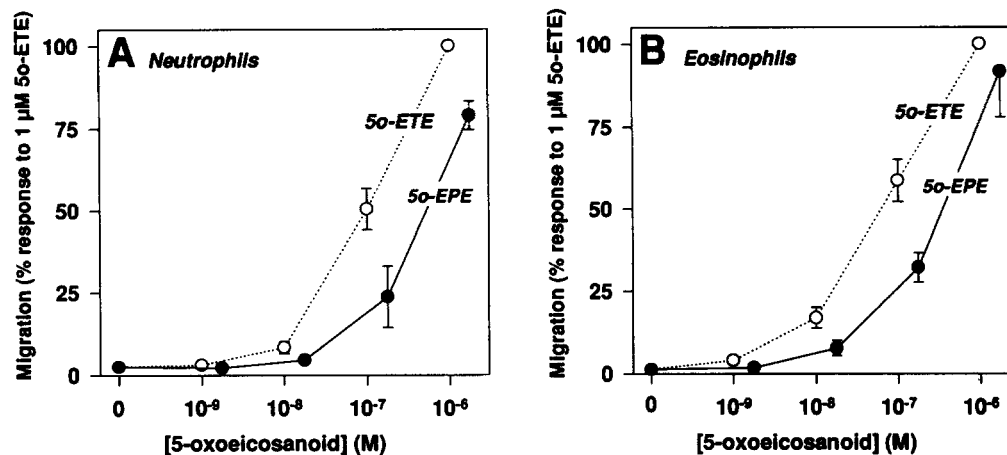 A Neutrophils
Migration (% response to 1 μM 5o-ETE)
100
75
50
25
0
5o-ETE
5o-EPE
0 10⁻⁹ 10⁻⁸ 10⁻⁷ 10⁻⁶
[5-oxoeicosanoid] (M)
B Eosinophils
Migration (% response to 1 μM 5o-ETE)
100
75
50
25
0
5o-ETE
5o-EPE
0 10⁻⁹ 10⁻⁸ 10⁻⁷ 10⁻⁶
[5-oxoeicosanoid] (M)